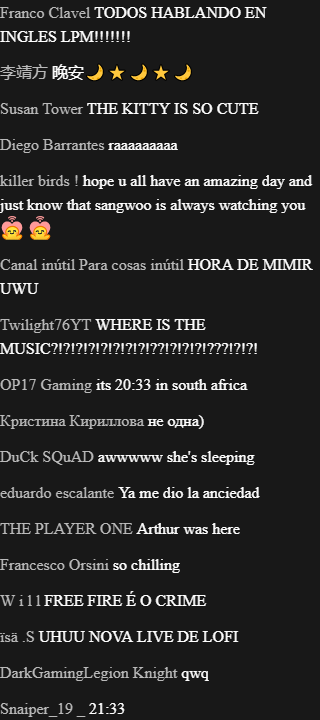 Franco Clavel TODOS HABLANDO EN
INGLES LPM!!!!!!!
李靖方 晚安🌙 ★ 🌙 ★ 🌙
Susan Tower THE KITTY IS SO CUTE
Diego Barrantes raaaaaaaaa
killer birds ! hope u all have an amazing day and
just know that sangwoo is always watching you
Canal inútil Para cosas inútil HORA DE MIMIR
UWU
Twilight76YT WHERE IS THE
MUSIC?!?!?!?!?!?!?!?!??!?!?!?!???!?!?!
OP17 Gaming its 20:33 in south africa
Кристина Кириллова не одна)
DuCk SQuAD awwwww she's sleeping
eduardo escalante Ya me dio la anciedad
THE PLAYER ONE Arthur was here
Francesco Orsini so chilling
W i l l FREE FIRE É O CRIME
ïsä .S UHUU NOVA LIVE DE LOFI
DarkGamingLegion Knight qwq
Snaiper_19 _ 21:33